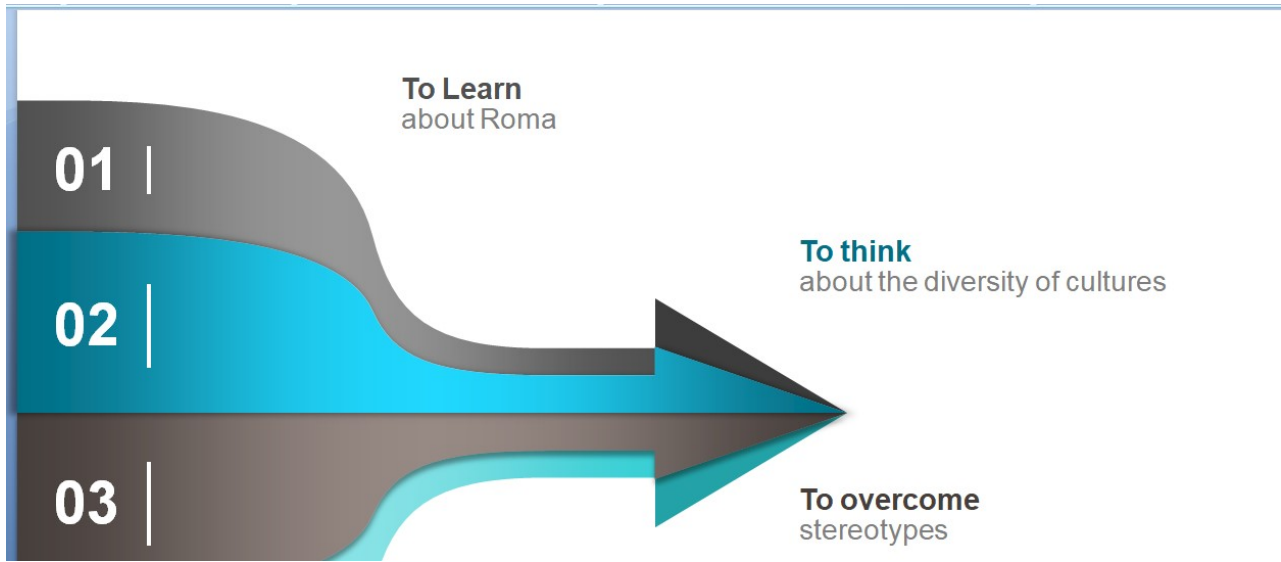 To Learn
about Roma
01
To think
about the diversity of cultures
02
03
To overcome
stereotypes